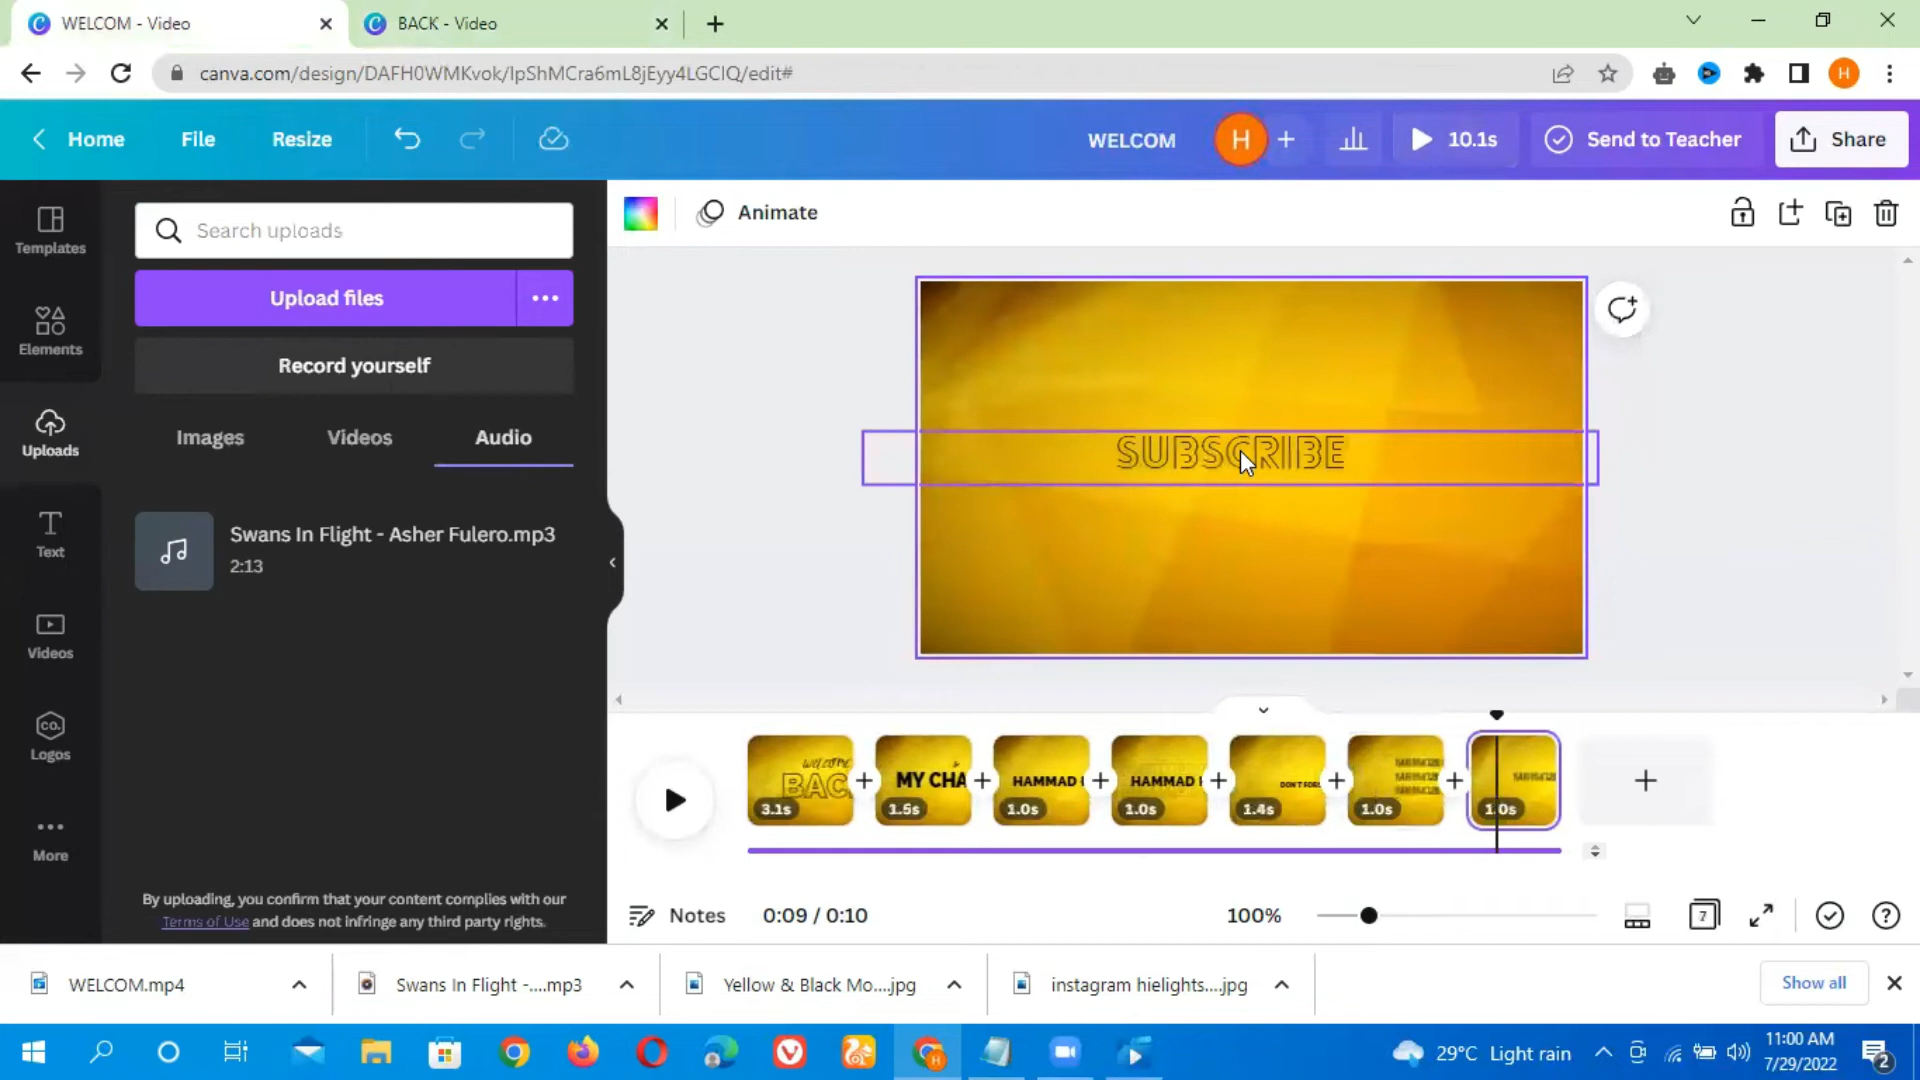 WELCOM - Video
BACK - Video
canva.com/design/DAFH0WMKvok/IpShMCra6mL8jEyy4LGCIQ/edit#
H
Home
File
Resize
WELCOM
H
10.1s
Send to Teacher
Share
Templates
Elements
Uploads
Text
Videos
CO.
Logos
More
Search uploads
Upload files
Record yourself
Images
Videos
Audio
Swans In Flight - Asher Fulero.mp3
2:13
By uploading, you confirm that your content complies with our
Terms of Use and does not infringe any third party rights.
Animate
SUBSCRIBE
3.1s
MY CHA
1.5s
HAMMAD
1.0s
HAMMAD
1.0s
DON'T FOR
1.4s
1.0s
1.0s
Notes
0:09 / 0:10
100%
7
WELCOM.mp4
Swans In Flight -....mp3
Yellow & Black Mo....jpg
instagram hielights....jpg
Show all
29°C Light rain
11:00 AM
7/29/2022
2